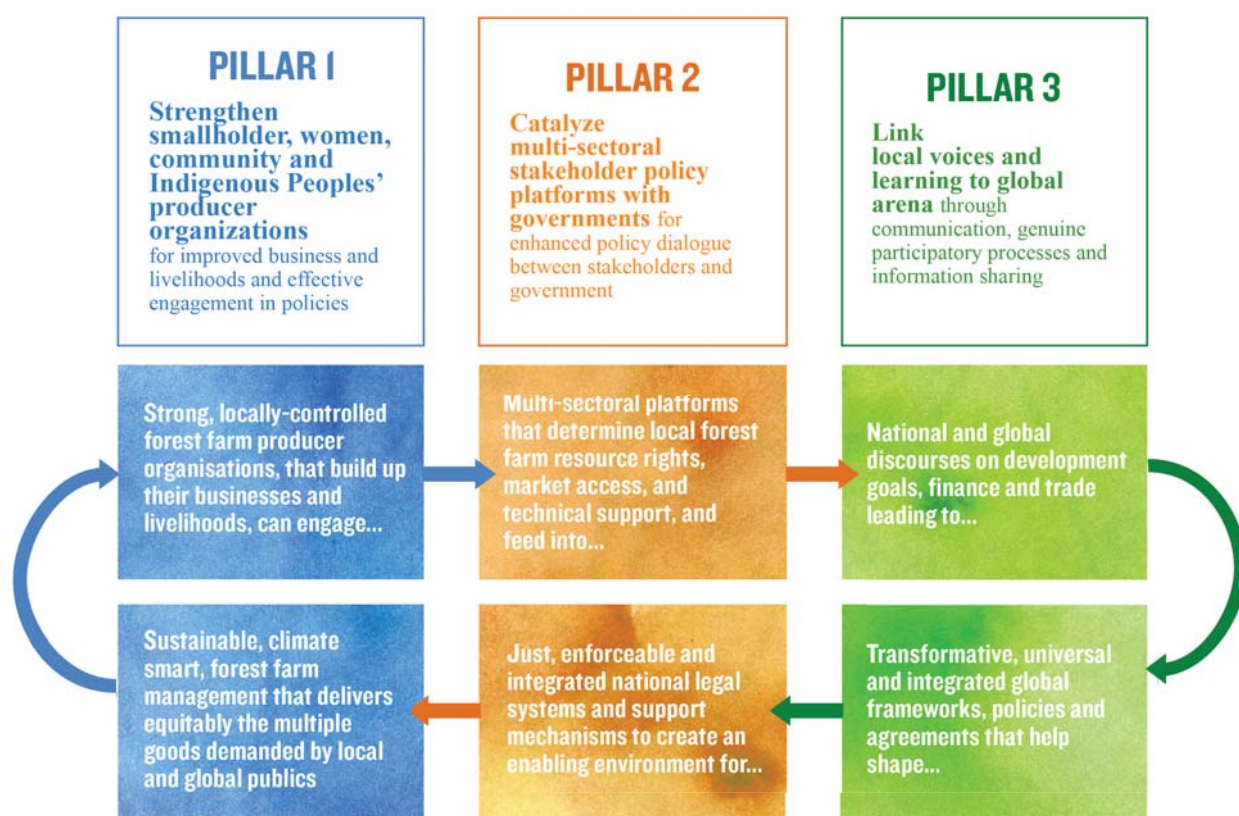 PILLAR 1
Strengthen
smallholder, women,
community and
Indigenous Peoples'
producer
organizations
for improved business and
livelihoods and effective
engagement in policies
PILLAR 2
Catalyze
multi-sectoral
stakeholder policy
platforms with
governments for
enhanced policy dialogue
between stakeholders and
government
PILLAR 3
Link
local voices and
learning to global
arena through
communication, genuine
participatory processes and
information sharing
Strong, locally-controlled
forest farm producer
organisations, that build up
their businesses and
livelihoods, can engage...
Multi-sectoral platforms
that determine local forest
farm resource rights,
market access, and
technical support, and
feed into...
National and global
discourses on development
goals, finance and trade
leading to...
Transformative, universal
and integrated global
frameworks, policies and
agreements that help
shape...
Just, enforceable and
integrated national legal
systems and support
mechanisms to create an
enabling environment for...
Sustainable, climate
smart, forest farm
management that delivers
equitably the multiple
goods demanded by local
and global publics